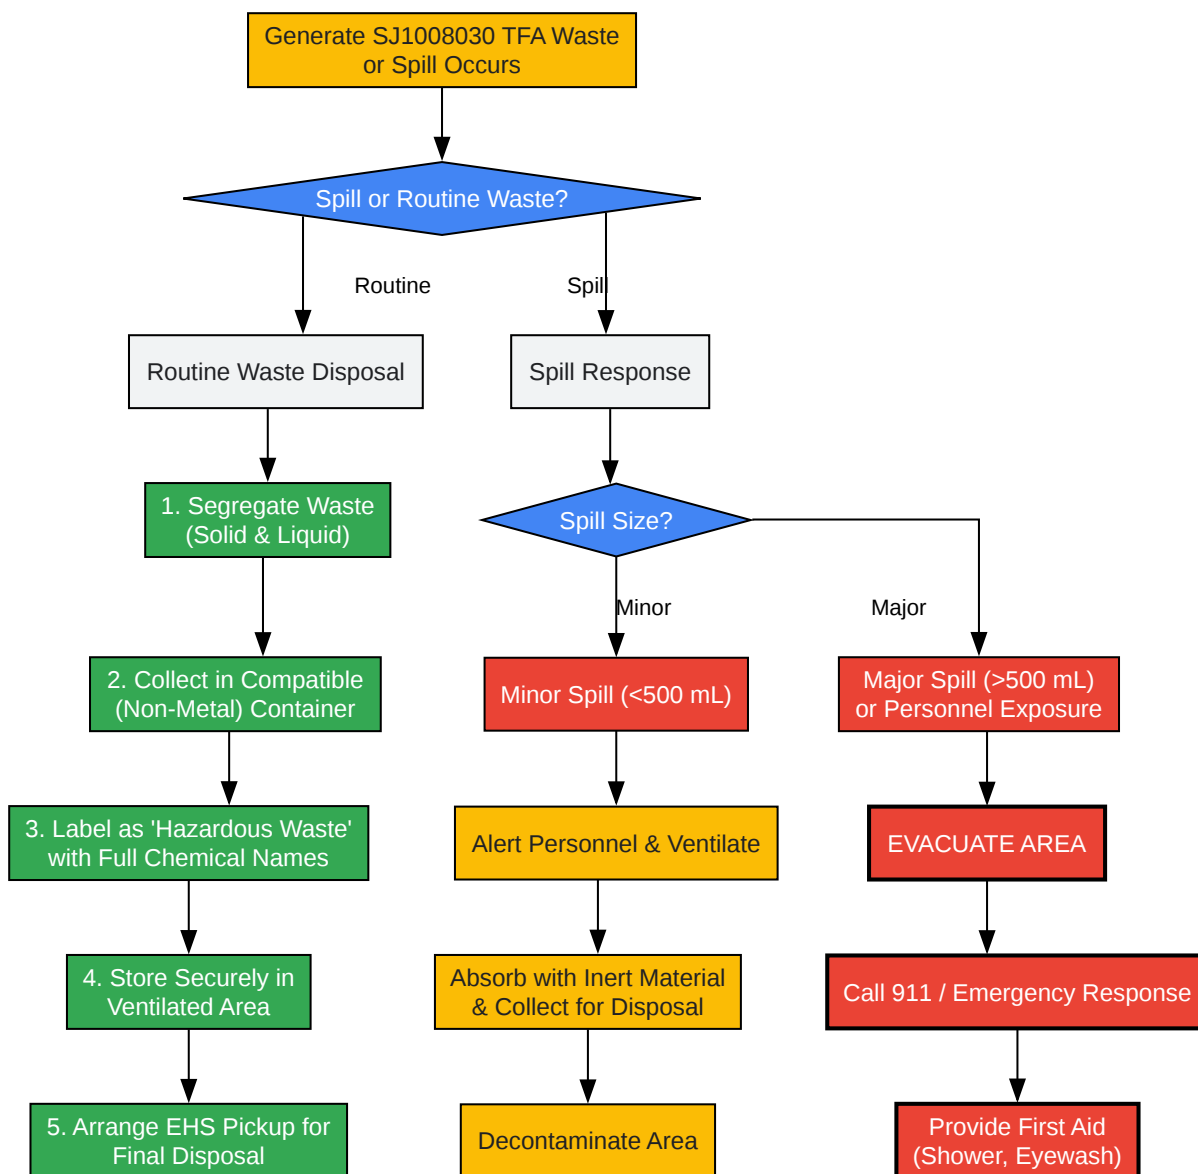 Generate SJ1008030 TFA Waste
or Spill Occurs
Spill or Routine Waste?
Routine
Spill
Routine Waste Disposal
Spill Response
1. Segregate Waste
(Solid & Liquid)
Spill Size?
Minor
Major
2. Collect in Compatible
(Non-Metal) Container
Minor Spill (<500 mL)
Major Spill (>500 mL)
or Personnel Exposure
3. Label as 'Hazardous Waste'
with Full Chemical Names
Alert Personnel & Ventilate
EVACUATE AREA
4. Store Securely in
Ventilated Area
Absorb with Inert Material
& Collect for Disposal
Call 911 / Emergency Response
5. Arrange EHS Pickup for
Final Disposal
Decontaminate Area
Provide First Aid
(Shower, Eyewash)